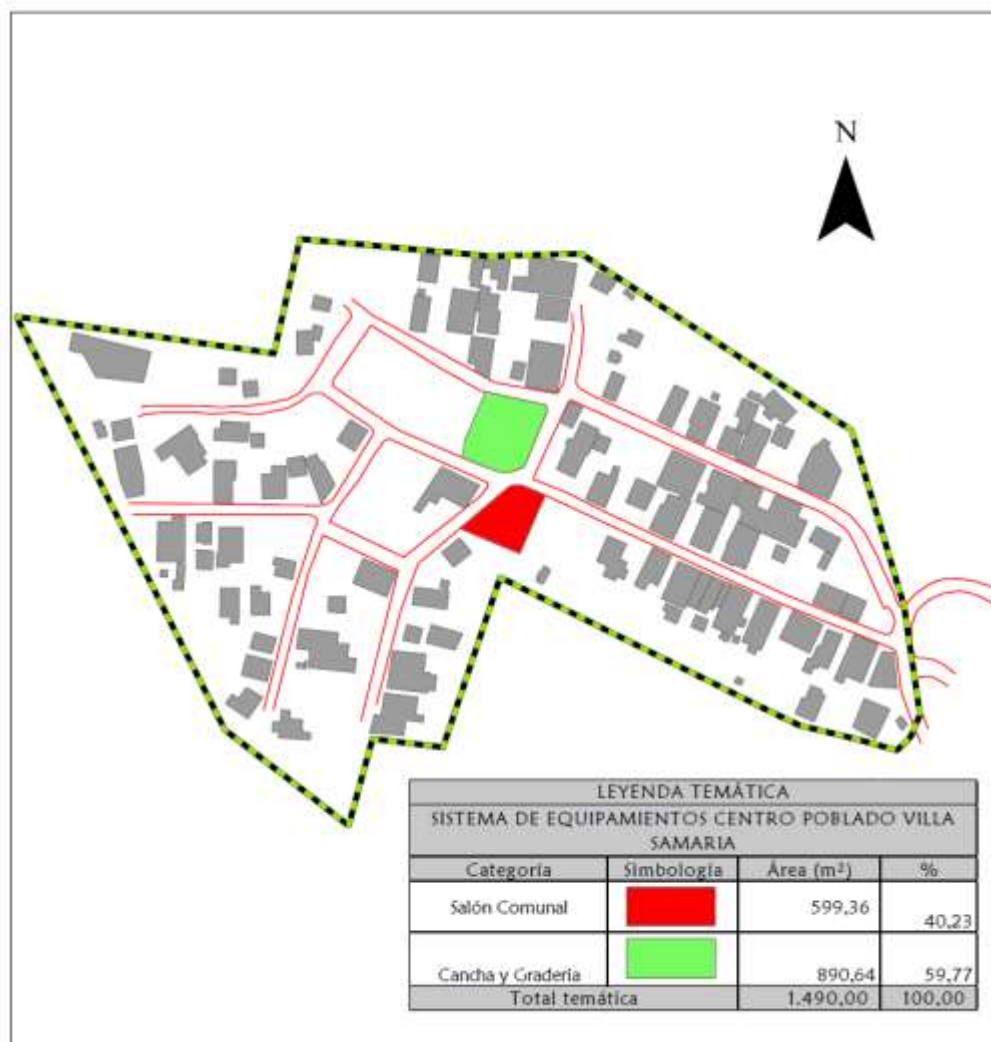 N
LEYENDA TEMÁTICA
SISTEMA DE EQUIPAMIENTOS CENTRO POBLADO VILLA
SAMARIA
Categoría Simbología Área (m²) %
Salón Comunal 599,36 40,23
Cancha y Gradería 890,64 59,77
Total temática 1.490,00 100,00